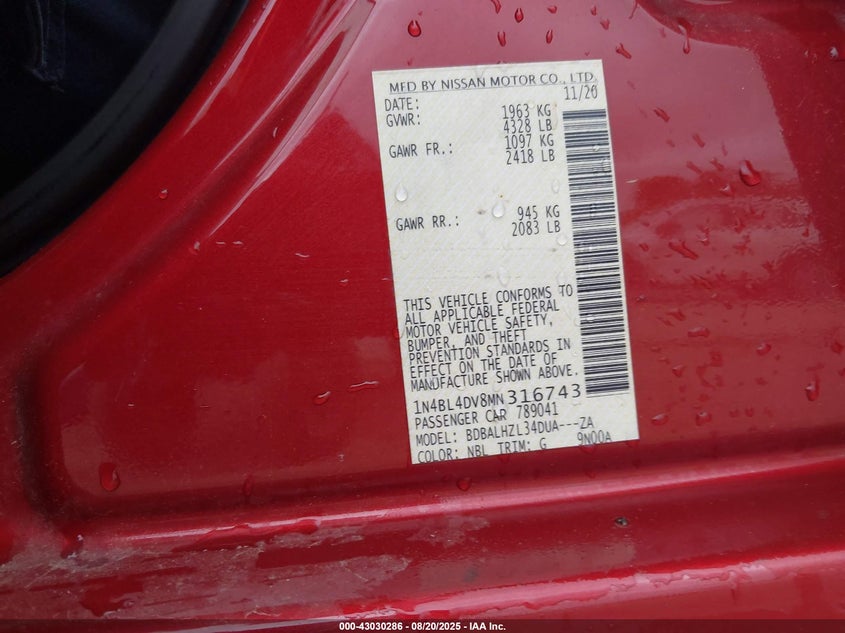 MFD BY NISSAN MOTOR CO., LTD.
DATE: 11/20
GVWR: 1963 KG
4328 LB
GAWR FR.: 1097 KG
2418 LB
GAWR RR.: 945 KG
2083 LB
THIS VEHICLE CONFORMS TO
ALL APPLICABLE FEDERAL
MOTOR VEHICLE SAFETY,
BUMPER, AND THEFT
PREVENTION STANDARDS IN
EFFECT ON THE DATE OF
MANUFACTURE SHOWN ABOVE.
1N4BL4DV8MN316743
PASSENGER CAR 789041
MODEL: BDBALHZL34DUA---ZA
COLOR: NBL TRIM: G 9N00A
000-43030286 - 08/20/2025 - IAA Inc.